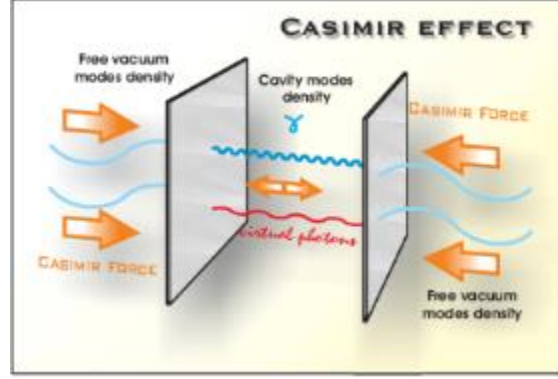 CASIMIR EFFECT
Free vacuum
modes density
Cavity modes
density
CASIMIR FORCE
virtual photons
CASIMIR FORCE
Free vacuum
modes density